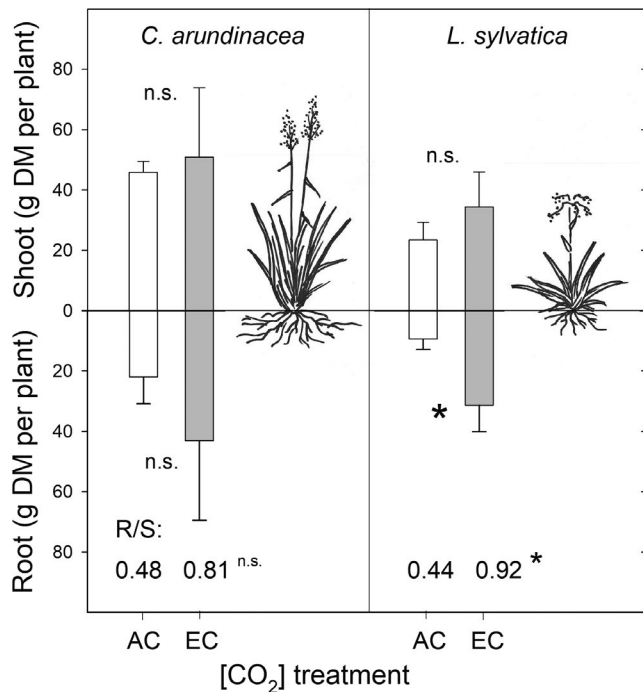 C. arundinacea
L. sylvatica
Shoot (g DM per plant)
Root (g DM per plant)
80
60
40
20
0
20
40
60
80
n.s.
n.s.
n.s.
*
R/S:
0.48 0.81 n.s.
0.44 0.92 *
AC EC AC EC
[CO₂] treatment